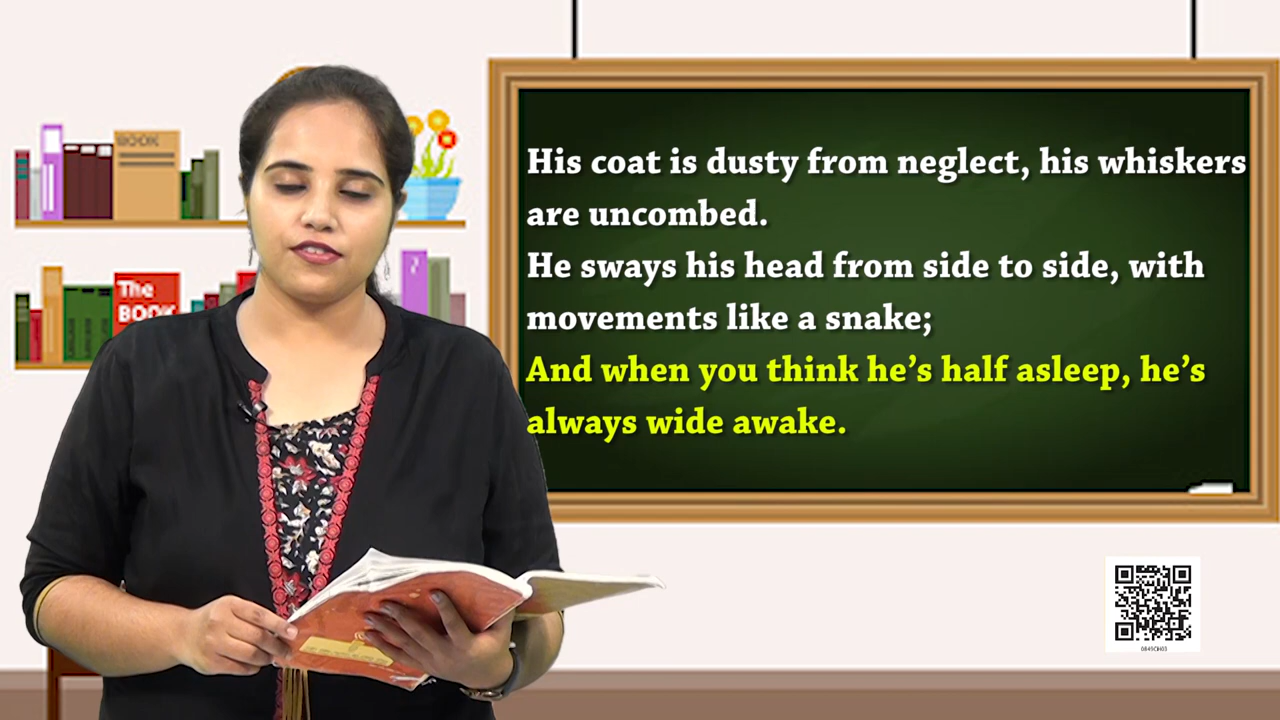 BOOK
The
BOOK
His coat is dusty from neglect, his whiskers
are uncombed.
He sways his head from side to side, with
movements like a snake;
And when you think he's half asleep, he's
always wide awake.